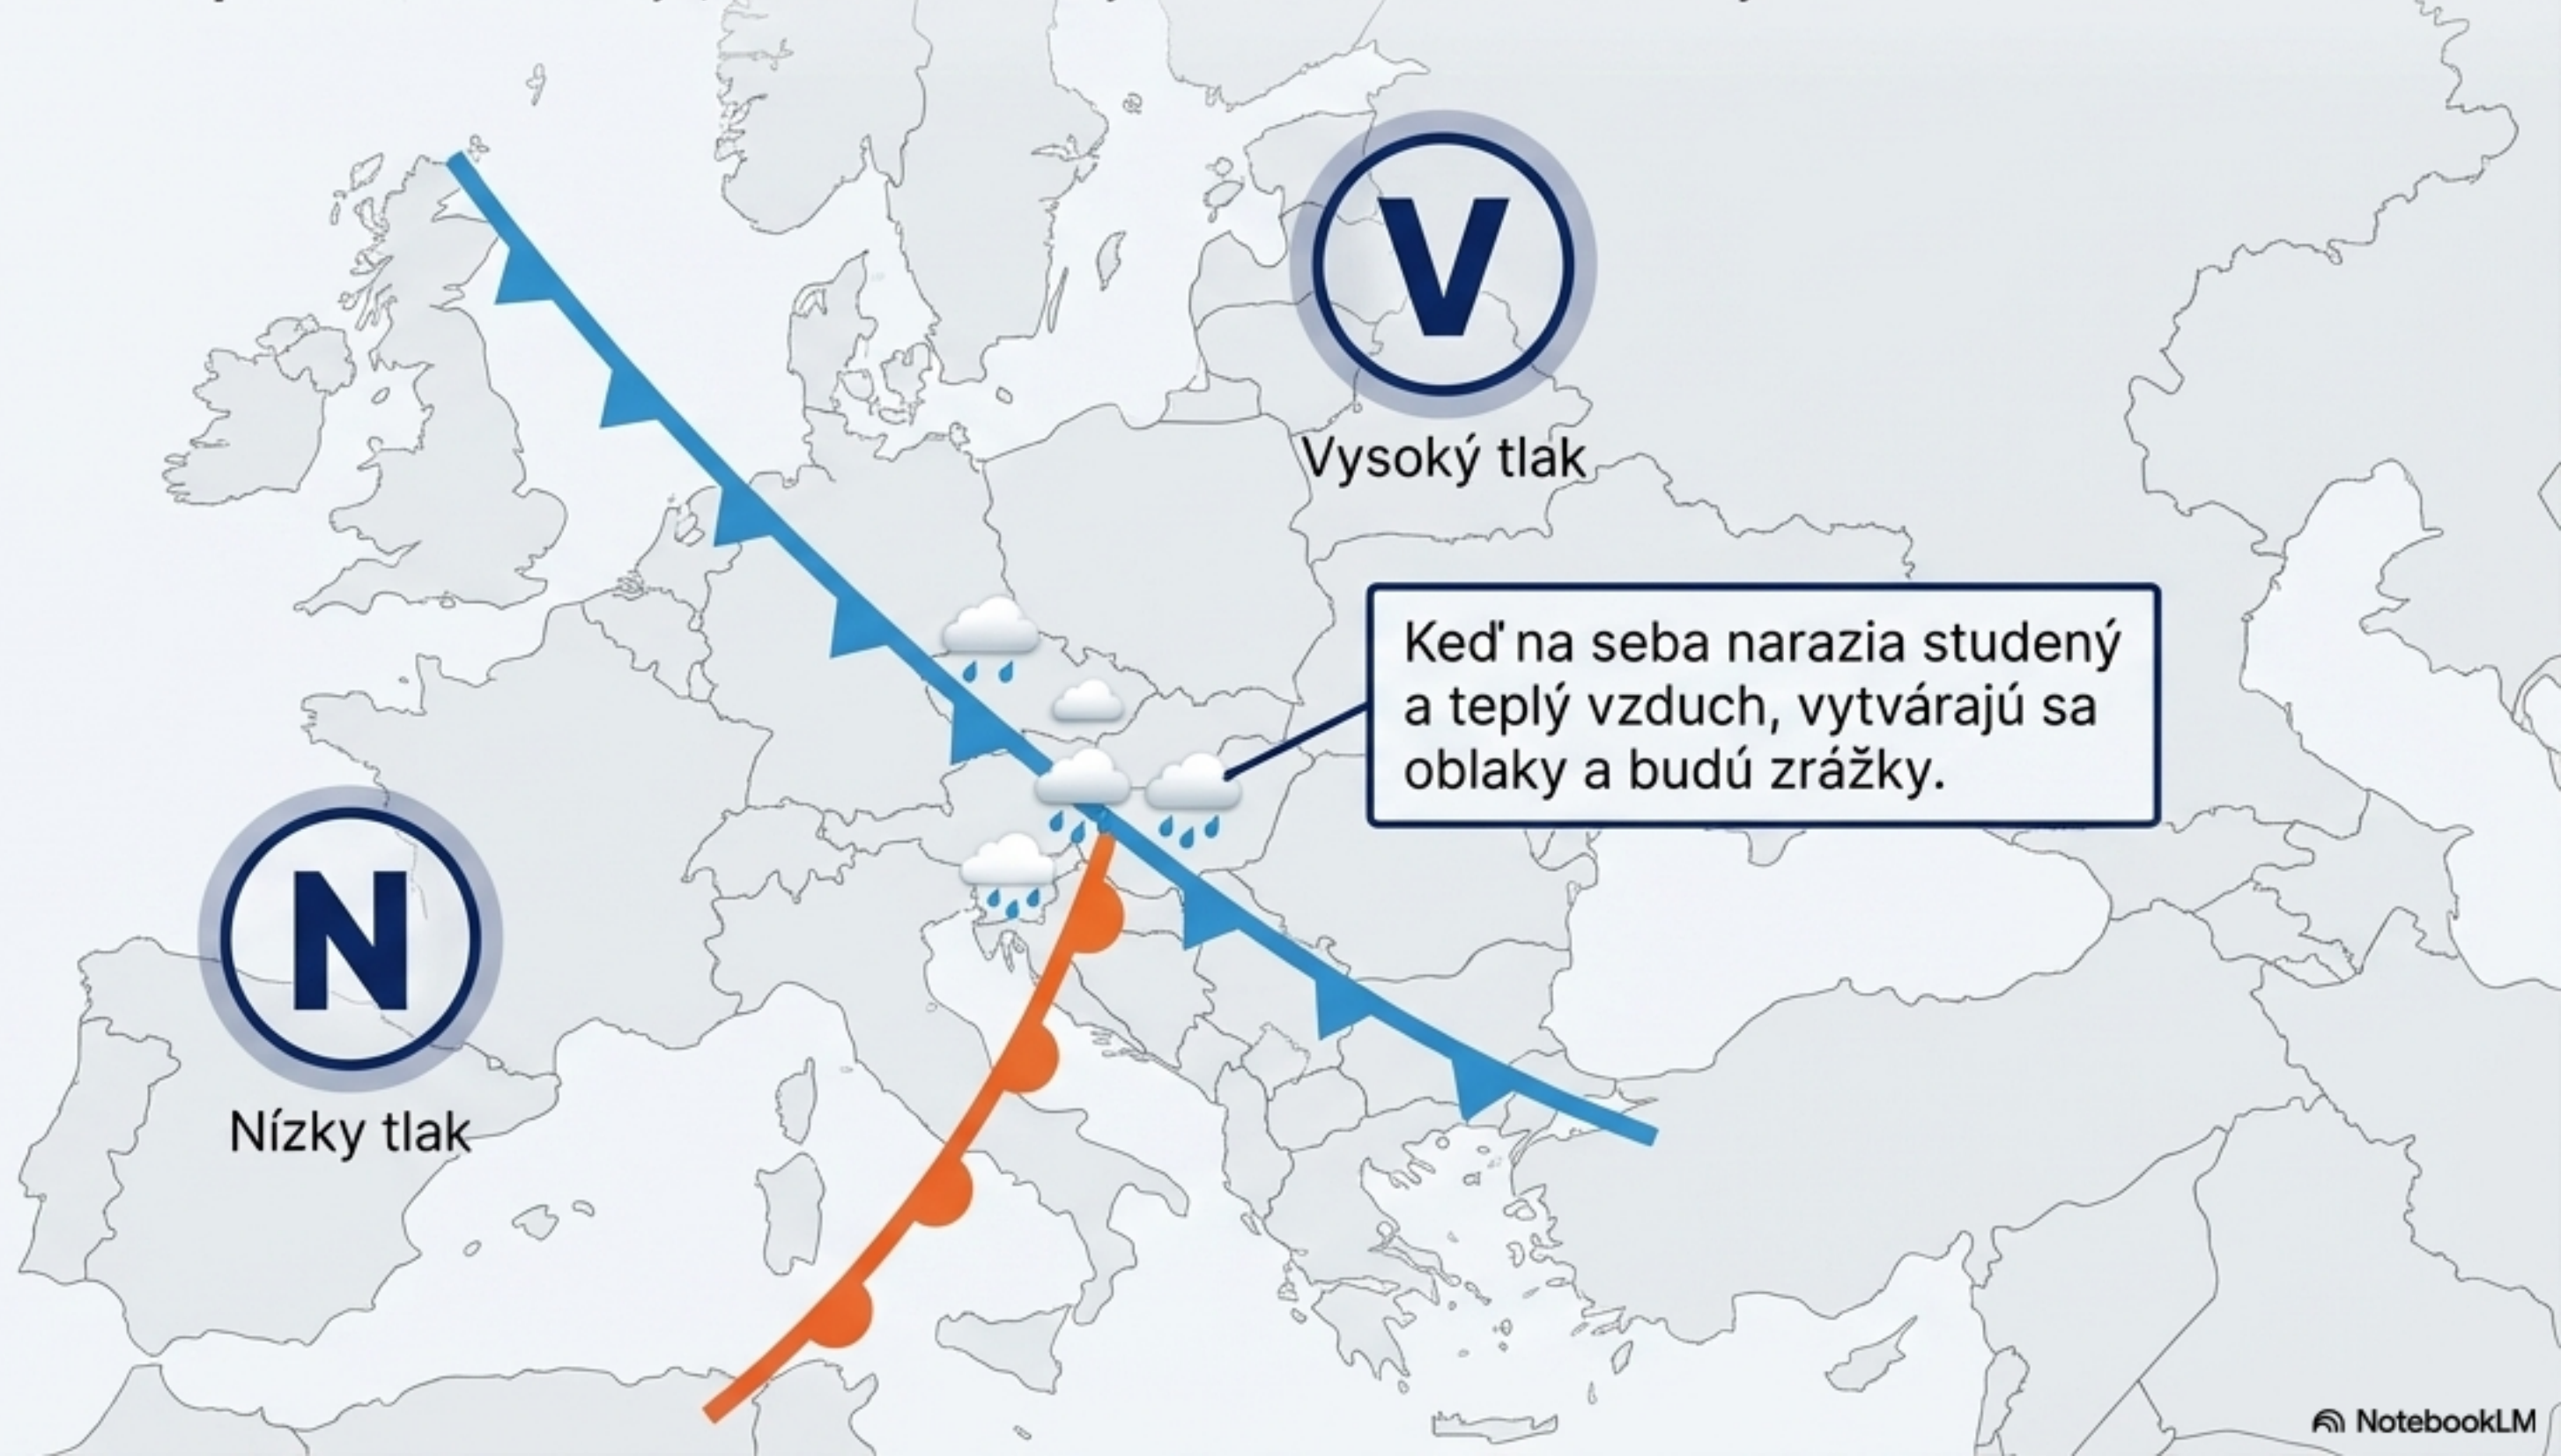 V
Vysoký tlak
Keď na seba narazia studený
a teplý vzduch, vytvárajú sa
oblaky a budú zrážky.
N
Nízky tlak
NotebookLM